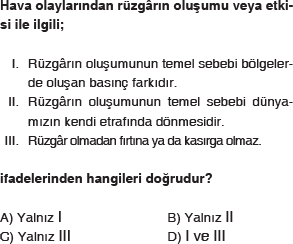 Hava olaylarından rüzgârın oluşumu veya etki-
si ile ilgili;
I. Rüzgârın oluşumunun temel sebebi bölgeler-
de oluşan basınç farkıdır.
II. Rüzgârın oluşumunun temel sebebi dünya-
mızın kendi etrafında dönmesidir.
III. Rüzgâr olmadan fırtına ya da kasırga olmaz.
ifadelerinden hangileri doğrudur?
A) Yalnız I B) Yalnız II
C) Yalnız III D) I ve III